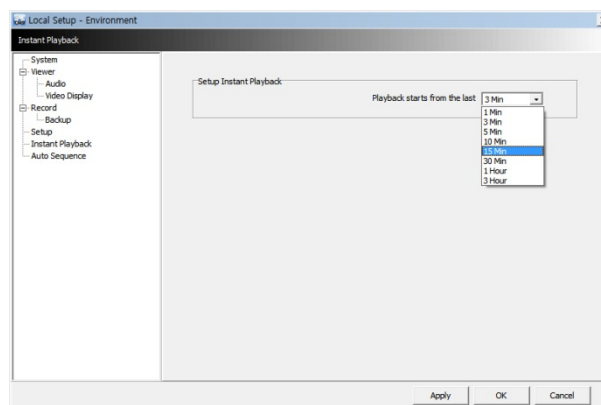 Local Setup - Environment
Instant Playback
System
Viewer
Audio
Video Display
Record
Backup
Setup
Instant Playback
Auto Sequence
Setup Instant Playback
Playback starts from the last 3 Min
1 Min
3 Min
5 Min
10 Min
15 Min
30 Min
1 Hour
3 Hour
Apply OK Cancel